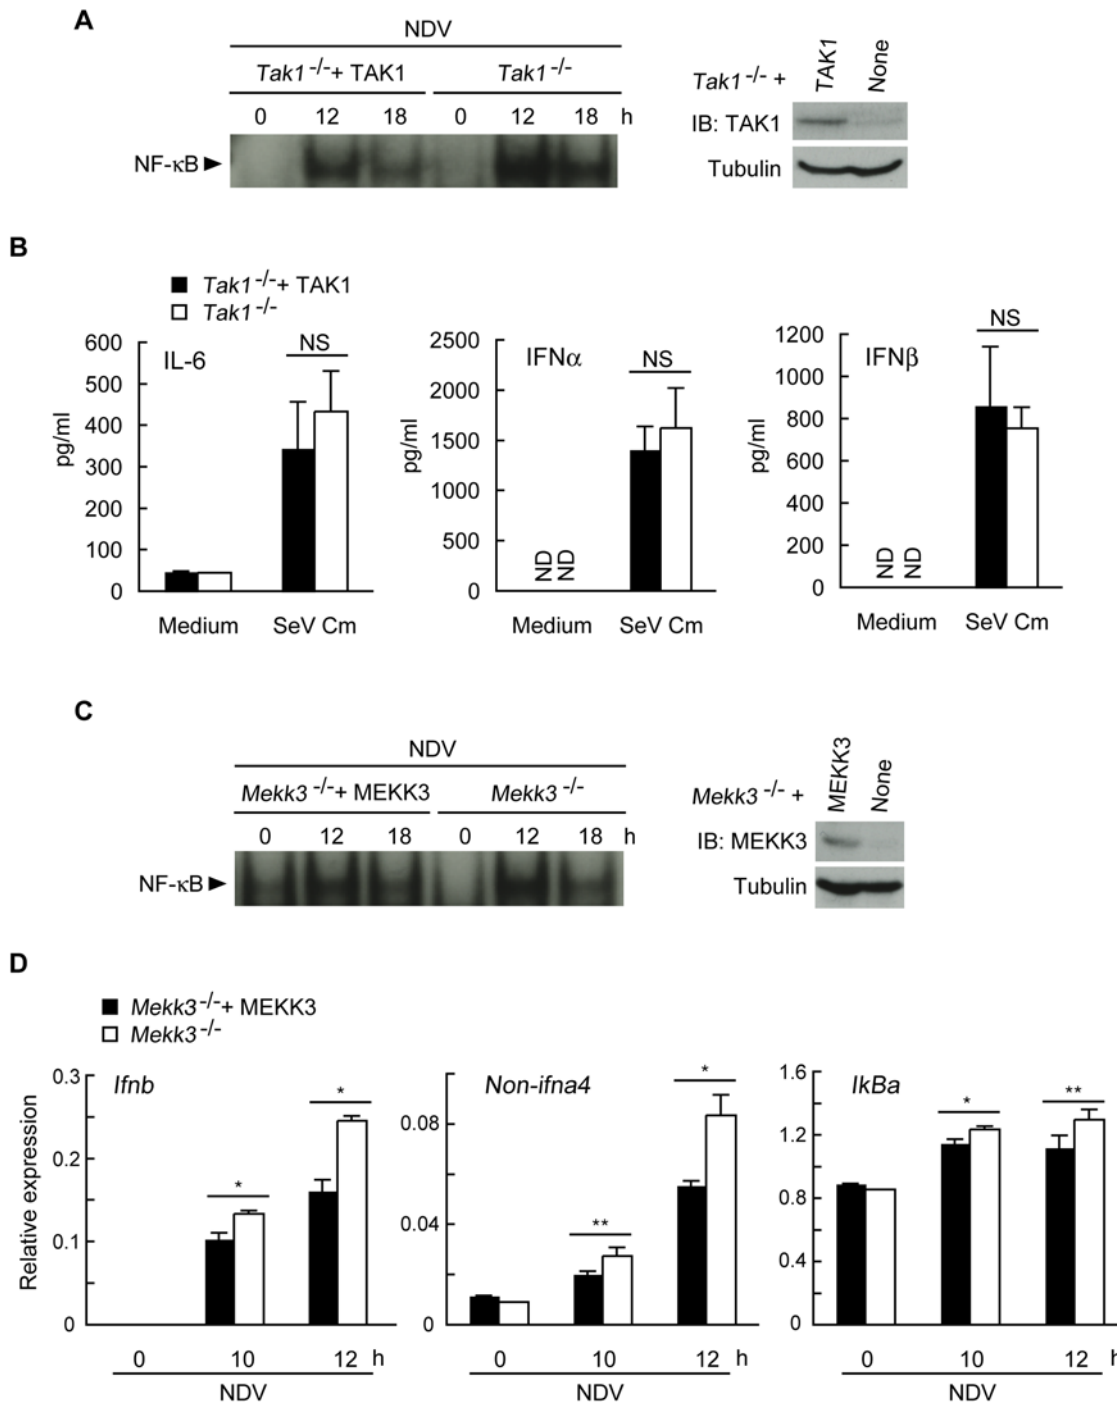 A
NDV
Tak1 -/-+ TAK1 Tak1 -/-
0 12 18 0 12 18 h
NF-κB
Tak1 -/- + TAK1 None
IB: TAK1
Tubulin
B
Tak1 -/-+ TAK1
Tak1 -/-
IL-6
NS
600
500
400
300
200
100
0
pg/ml
Medium SeV Cm
IFNα
NS
2500
2000
1500
1000
500
0
pg/ml
ND ND
Medium SeV Cm
IFNβ
NS
1200
1000
800
600
400
200
0
pg/ml
ND ND
Medium SeV Cm
C
NDV
Mekk3 -/-+ MEKK3 Mekk3 -/-
0 12 18 0 12 18 h
NF-κB
Mekk3 -/- + MEKK3 None
IB: MEKK3
Tubulin
D
Mekk3 -/-+ MEKK3
Mekk3 -/-
Relative expression
Ifnb
0.3
0.2
0.1
0
* *
0 10 12 h
NDV
Non-ifna4
0.08
0.04
0
** *
0 10 12 h
NDV
IkBa
1.6
1.2
0.8
0.4
0
* **
0 10 12 h
NDV